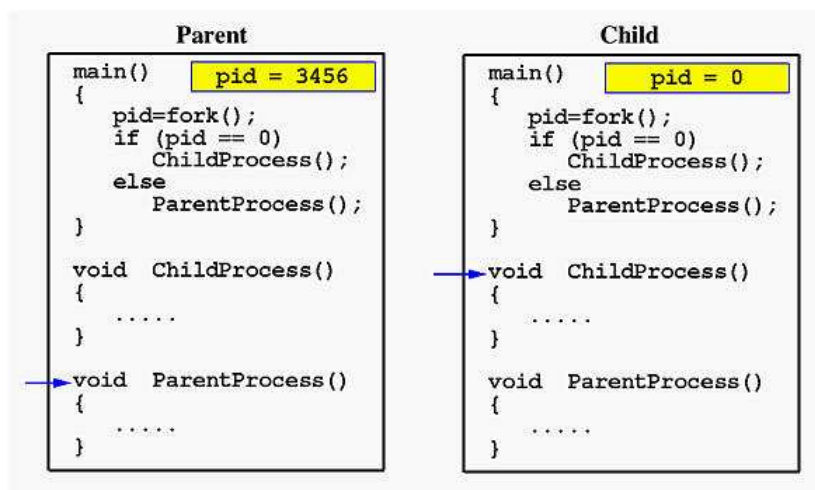 Parent
main()
pid = 3456
{
pid=fork();
if (pid == 0)
ChildProcess();
else
ParentProcess();
}
void ChildProcess()
{
.....
}
void ParentProcess()
{
.....
}
Child
main()
pid = 0
{
pid=fork();
if (pid == 0)
ChildProcess();
else
ParentProcess();
}
void ChildProcess()
{
.....
}
void ParentProcess()
{
.....
}